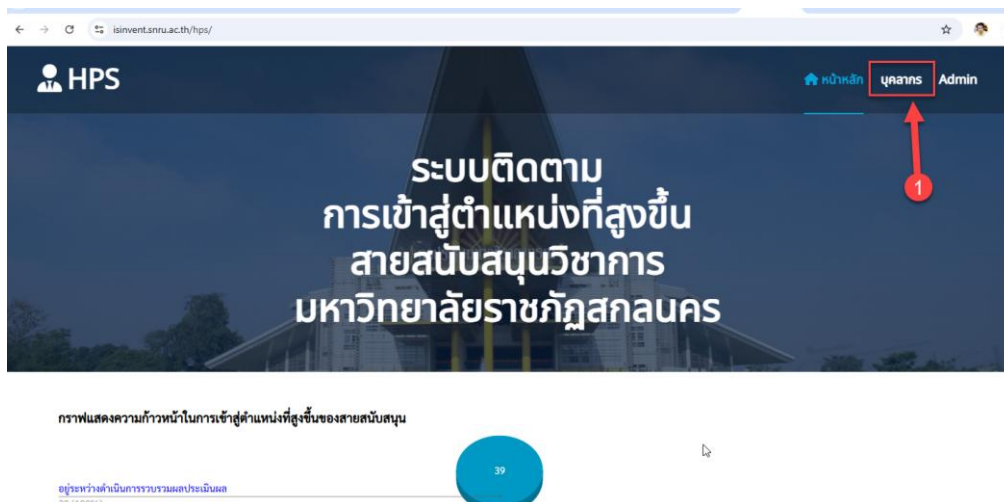 isinvent.snru.ac.th/hps/
HPS
หน้าหลัก บุคลากร Admin
1
ระบบติดตาม
การเข้าสู่ตำแหน่งที่สูงขึ้น
สายสนับสนุนวิชาการ
มหาวิทยาลัยราชภัฏสกลนคร
กราฟแสดงความก้าวหน้าในการเข้าสู่ตำแหน่งที่สูงขึ้นของสายสนับสนุน
39
อยู่ระหว่างดำเนินการรวบรวมผลประเมินผล